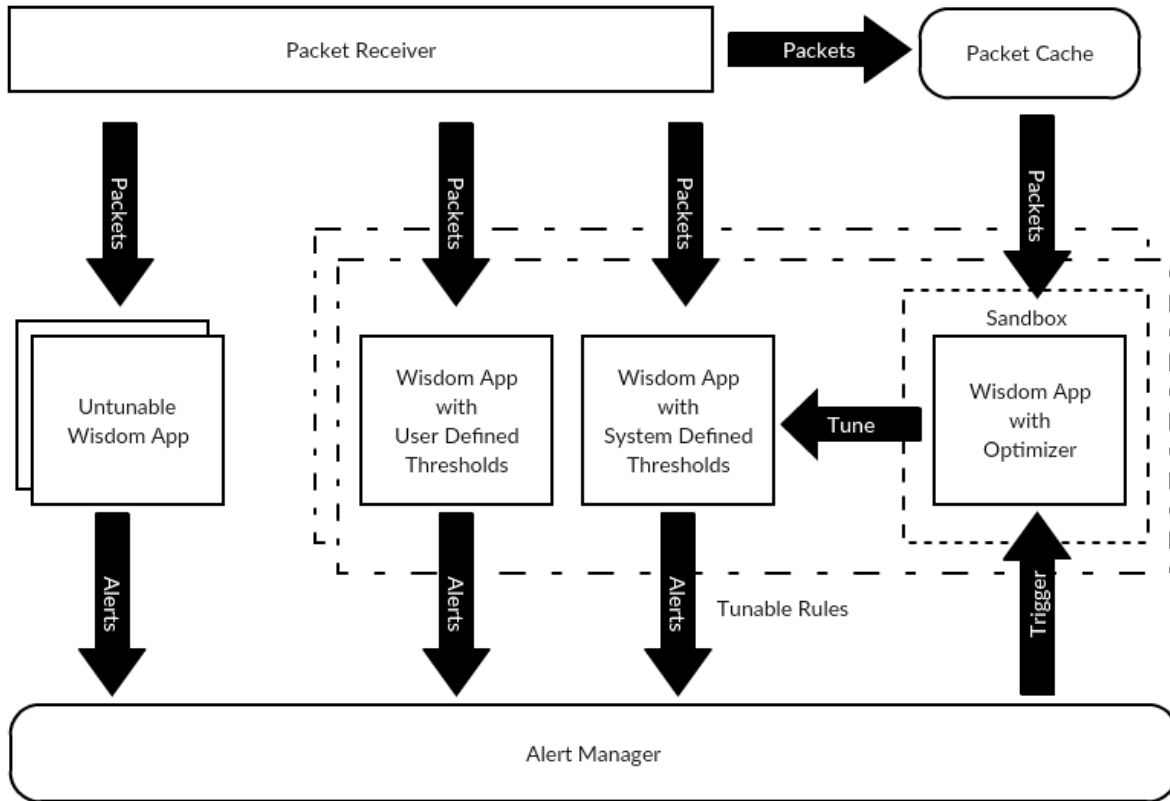 Packet Receiver
Packets
Packet Cache
Packets
Packets
Packets
Packets
Sandbox
Untunable
Wisdom App
Wisdom App
with
User Defined
Thresholds
Wisdom App
with
System Defined
Thresholds
Tune
Wisdom App
with
Optimizer
Alerts
Alerts
Alerts
Tunable Rules
Trigger
Alert Manager